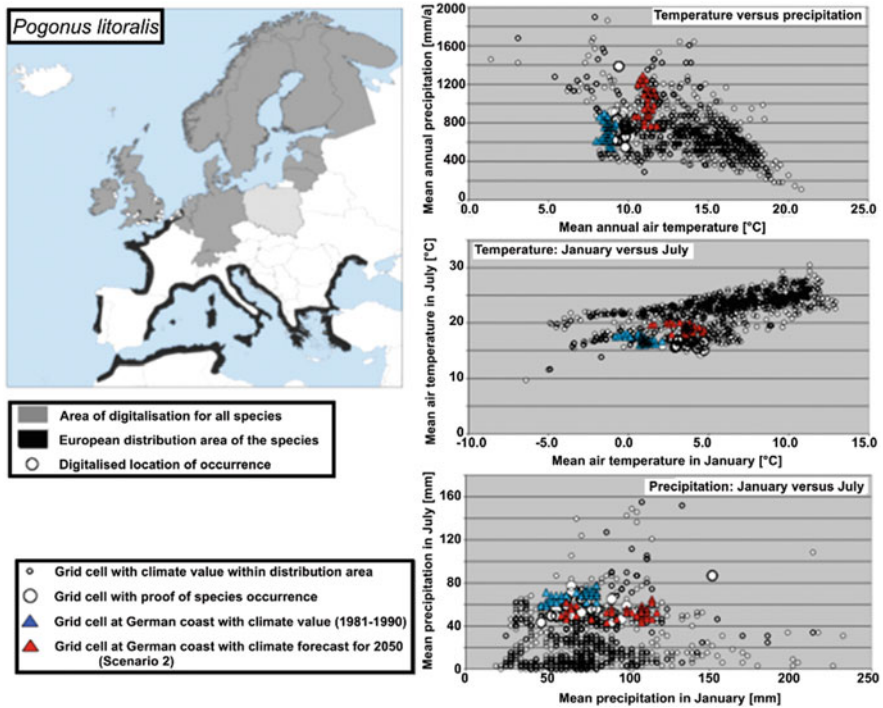 Pogonus litoralis
Area of digitalisation for all species
European distribution area of the species
Digitalised location of occurrence
Grid cell with climate value within distribution area
Grid cell with proof of species occurrence
Grid cell at German coast with climate value (1981-1990)
Grid cell at German coast with climate forecast for 2050
(Scenario 2)
Temperature versus precipitation
Mean annual precipitation [mm/a]
2000
1600
1200
800
400
0
0.0 5.0 10.0 15.0 20.0 25.0
Mean annual air temperature [°C]
Temperature: January versus July
Mean air temperature in July [°C]
30
20
10
0
-10.0 -5.0 0.0 5.0 10.0 15.0
Mean air temperature in January [°C]
Precipitation: January versus July
Mean precipitation in July [mm]
160
120
80
40
0
0 50 100 150 200 250
Mean precipitation in January [mm]